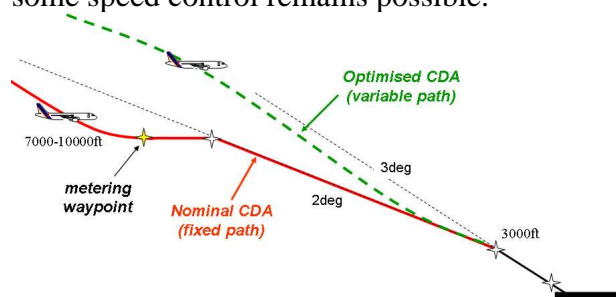 some speed control remains possible.
Optimised CDA
(variable path)
7000-10000ft
metering
waypoint
Nominal CDA
(fixed path)
2deg
3deg
3000ft